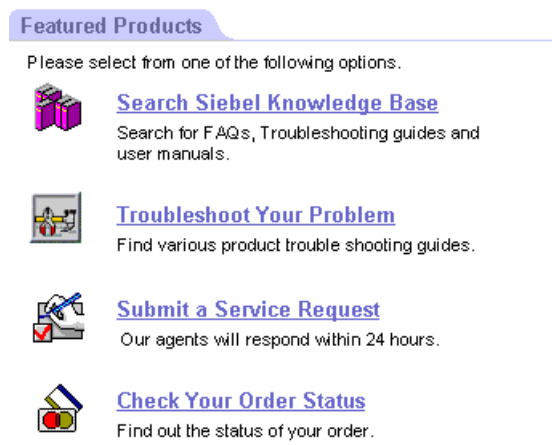 Featured Products
Please select from one of the following options.
Search Siebel Knowledge Base
Search for FAQs, Troubleshooting guides and
user manuals.
Troubleshoot Your Problem
Find various product trouble shooting guides.
Submit a Service Request
Our agents will respond within 24 hours.
Check Your Order Status
Find out the status of your order.